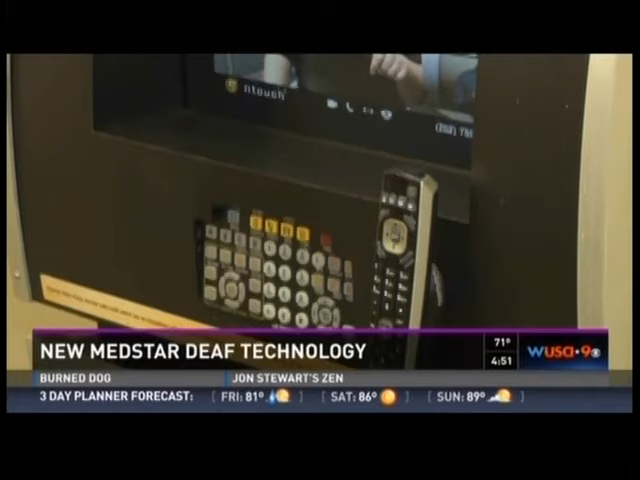 ntouch
NEW MEDSTAR DEAF TECHNOLOGY
71°
4:51
WUSA•9
BURNED DOG
JON STEWART'S ZEN
3 DAY PLANNER FORECAST: [ FRI: 81° ] [ SAT: 86° ] [ SUN: 89° ]